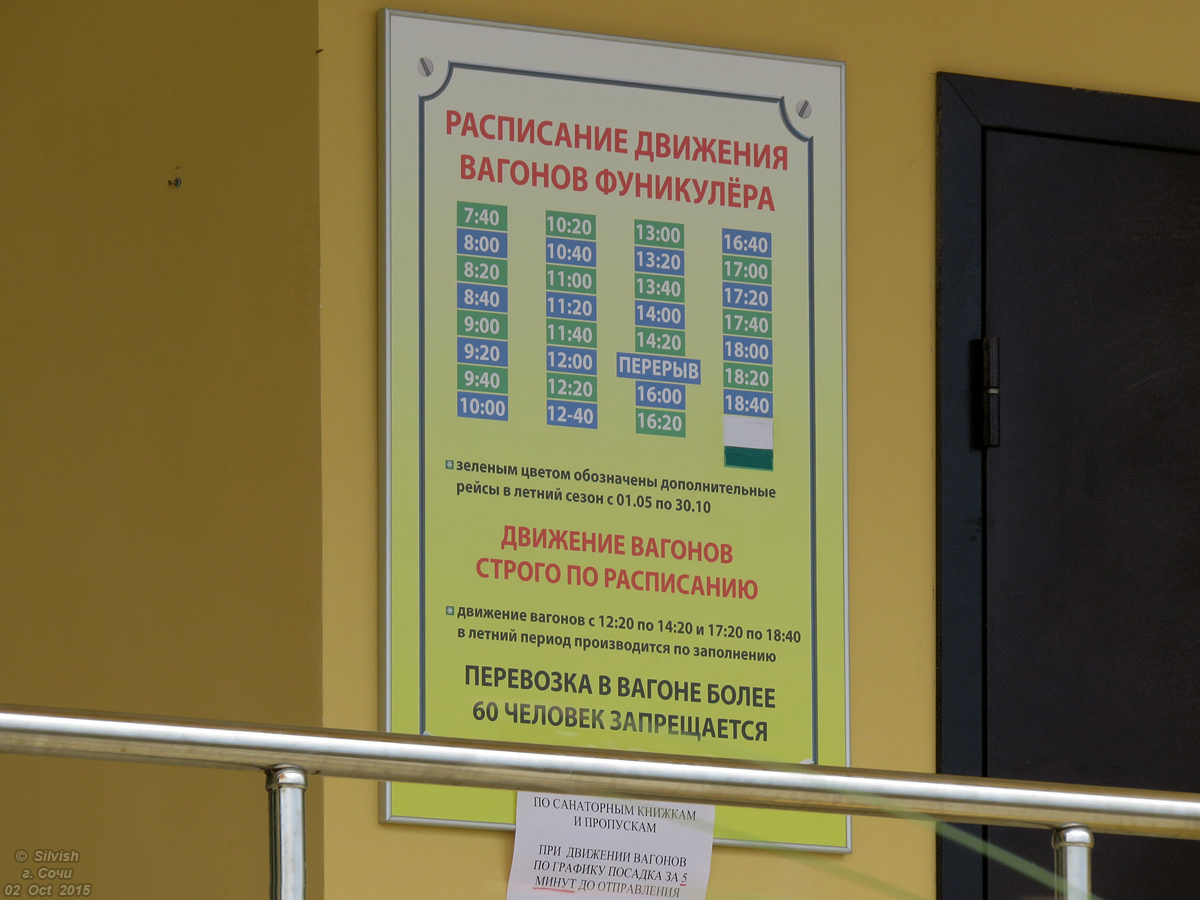 РАСПИСАНИЕ ДВИЖЕНИЯ
ВАГОНОВ ФУНИКУЛЁРА
7:40
8:00
8:20
8:40
9:00
9:20
9:40
10:00
10:20
10:40
11:00
11:20
11:40
12:00
12:20
12-40
13:00
13:20
13:40
14:00
14:20
ПЕРЕРЫВ
16:00
16:20
16:40
17:00
17:20
17:40
18:00
18:20
18:40
зеленым цветом обозначены дополнительные
рейсы в летний сезон с 01.05 по 30.10
ДВИЖЕНИЕ ВАГОНОВ
СТРОГО ПО РАСПИСАНИЮ
движение вагонов с 12:20 по 14:20 и 17:20 по 18:40
в летний период производится по заполнению
ПЕРЕВОЗКА В ВАГОНЕ БОЛЕЕ
60 ЧЕЛОВЕК ЗАПРЕЩАЕТСЯ
ПО САНАТОРНЫМ КНИЖКАМ
И ПРОПУСКАМ
ПРИ ДВИЖЕНИИ ВАГОНОВ
ПО ГРАФИКУ ПОСАДКА ЗА 5
МИНУТ ДО ОТПРАВЛЕНИЯ
© Silvish
г. Сочи
02 Oct 2015